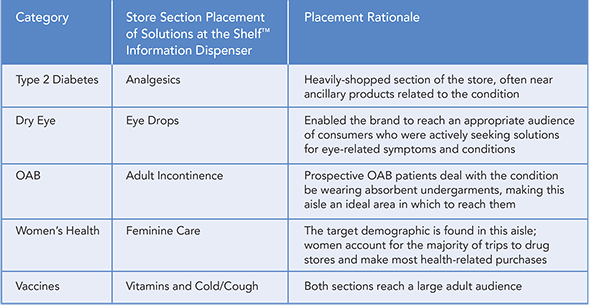 Category
Store Section Placement
of Solutions at the Shelf™
Information Dispenser
Placement Rationale
Type 2 Diabetes
Analgesics
Heavily-shopped section of the store, often near
ancillary products related to the condition
Dry Eye
Eye Drops
Enabled the brand to reach an appropriate audience
of consumers who were actively seeking solutions
for eye-related symptoms and conditions
OAB
Adult Incontinence
Prospective OAB patients deal with the condition
be wearing absorbent undergarments, making this
aisle an ideal area in which to reach them
Women's Health
Feminine Care
The target demographic is found in this aisle;
women account for the majority of trips to drug
stores and make most health-related purchases
Vaccines
Vitamins and Cold/Cough
Both sections reach a large adult audience